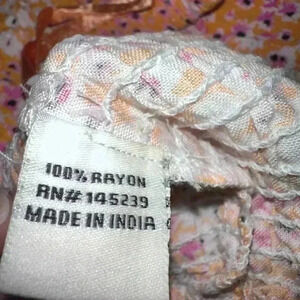 100% RAYON
RN# 145239
MADE IN INDIA